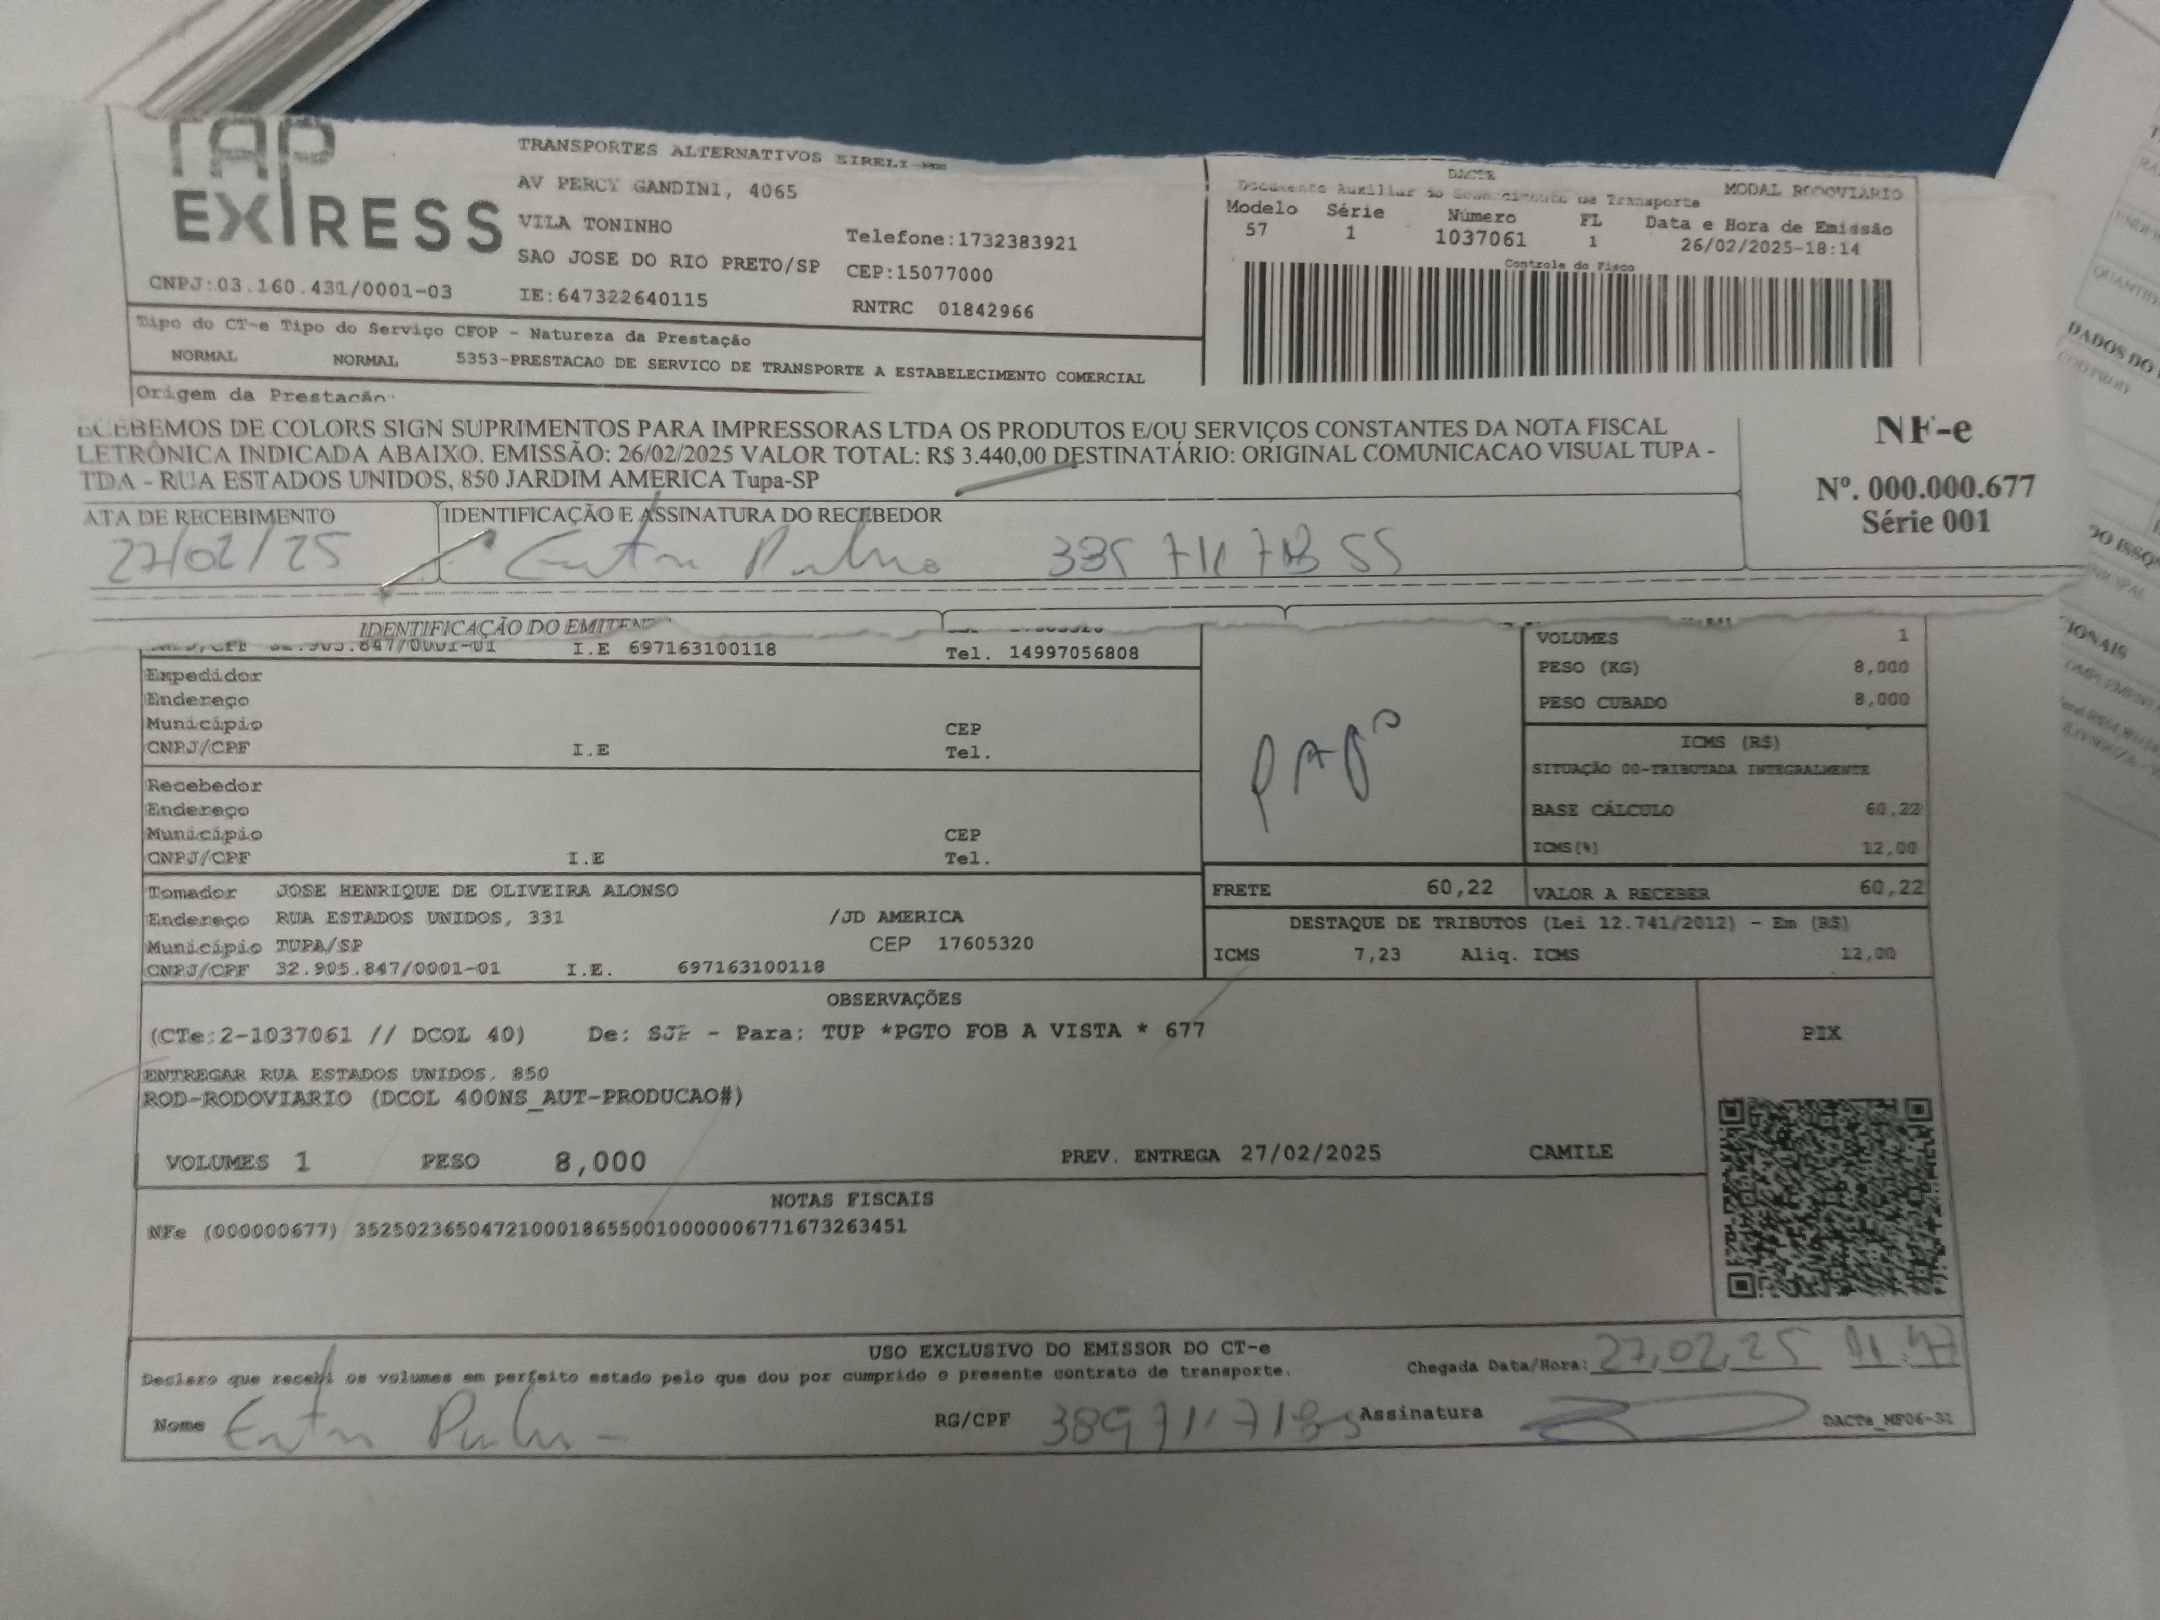 TAP
EXPRESS
CNPJ:03.160.431/0001-03
TRANSPORTES ALTERNATIVOS EIRELI-ME
AV PERCY GANDINI, 4065
VILA TONINHO
SAO JOSE DO RIO PRETO/SP
IE:647322640115
Telefone:1732383921
CEP:15077000
RNTRC 01842966
DACTE
Documento Auxiliar do Conhecimento de Transporte
MODAL RODOVIARIO
Modelo Série Número FL Data e Hora de Emissão
57 1 1037061 1 26/02/2025-18:14
Controle do Fisco
Tipo do CT-e Tipo do Serviço CFOP - Natureza da Prestação
NORMAL NORMAL 5353-PRESTACAO DE SERVICO DE TRANSPORTE A ESTABELECIMENTO COMERCIAL
Origem da Prestação
ECEBEMOS DE COLORS SIGN SUPRIMENTOS PARA IMPRESSORAS LTDA OS PRODUTOS E/OU SERVIÇOS CONSTANTES DA NOTA FISCAL
LETRÔNICA INDICADA ABAIXO. EMISSÃO: 26/02/2025 VALOR TOTAL: R$ 3.440,00 DESTINATÁRIO: ORIGINAL COMUNICACAO VISUAL TUPA -
TDA - RUA ESTADOS UNIDOS, 850 JARDIM AMERICA Tupa-SP
NF-e
Nº. 000.000.677
Série 001
ATA DE RECEBIMENTO IDENTIFICAÇÃO E ASSINATURA DO RECEBEDOR
27/02/25
IDENTIFICAÇÃO DO EMITEN
I.E 697163100118 Tel. 14997056808
Expedidor
Endereço
Município CEP
CNPJ/CPF I.E Tel.
Recebedor
Endereço
Município CEP
CNPJ/CPF I.E Tel.
Tomador JOSE HENRIQUE DE OLIVEIRA ALONSO
Endereço RUA ESTADOS UNIDOS, 331 /JD AMERICA
Município TUPA/SP CEP 17605320
CNPJ/CPF 32.905.847/0001-01 I.E. 697163100118
PAGO
VOLUMES 1
PESO (KG) 8,000
PESO CUBADO 8,000
ICMS (R$)
SITUAÇÃO 00-TRIBUTADA INTEGRALMENTE
BASE CÁLCULO 60,22
ICMS(%) 12,00
FRETE 60,22 VALOR A RECEBER 60,22
DESTAQUE DE TRIBUTOS (Lei 12.741/2012) - Em (R$)
ICMS 7,23 Aliq. ICMS 12,00
OBSERVAÇÕES
(CTe:2-1037061 // DCOL 40) De: SJP - Para: TUP *PGTO FOB A VISTA * 677
ENTREGAR RUA ESTADOS UNIDOS, 850
ROD-RODOVIARIO (DCOL 400NS_AUT-PRODUCAO#)
VOLUMES 1 PESO 8,000 PREV. ENTREGA 27/02/2025 CAMILE
PIX
NOTAS FISCAIS
NFe (000000677) 35250236504721000186550010000006771673263451
USO EXCLUSIVO DO EMISSOR DO CT-e
Declaro que recebi os volumes em perfeito estado pelo que dou por cumprido o presente contrato de transporte.
Chegada Data/Hora: 27,02,25
Nome RG/CPF Assinatura DACTe_MF06-31
DADOS DO
COD PROD